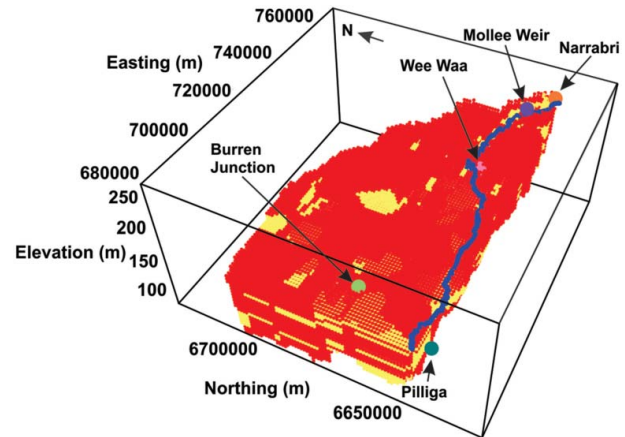 760000
N
Mollee Weir
740000
Narrabri
Easting (m)
Wee Waa
720000
700000
Burren
Junction
680000
250
200
Elevation (m)
150
100
6700000
Northing (m)
Pilliga
6650000